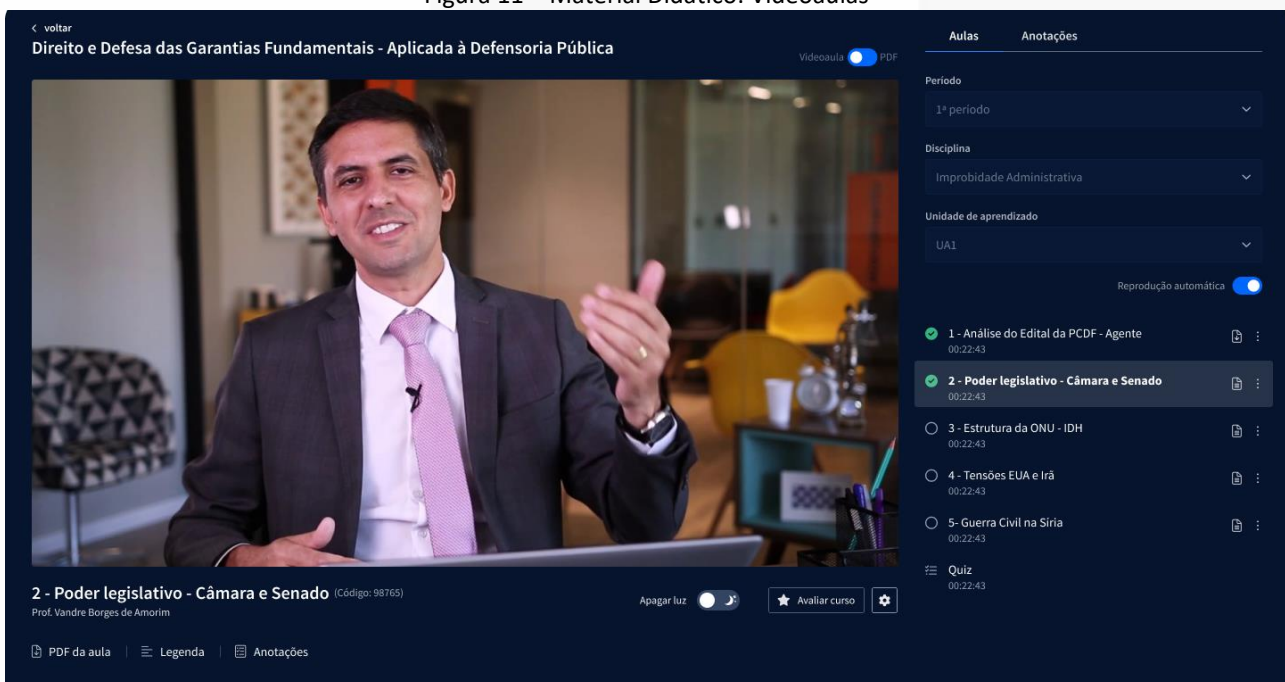 Figura 11 – Material Didático: Videoaulas
voltar
Direito e Defesa das Garantias Fundamentais - Aplicada à Defensoria Pública
Videoaula PDF
2 - Poder legislativo - Câmara e Senado (Código: 98765)
Prof. Vandre Borges de Amorim
Apagar luz
Avaliar curso
PDF da aula
Legenda
Anotações
Aulas Anotações
Período
1ª período
Disciplina
Improbidade Administrativa
Unidade de aprendizado
UA1
Reprodução automática
1 - Análise do Edital da PCDF - Agente
00:22:43
2 - Poder legislativo - Câmara e Senado
00:22:43
3 - Estrutura da ONU - IDH
00:22:43
4 - Tensões EUA e Irã
00:22:43
5- Guerra Civil na Síria
00:22:43
Quiz
00:22:43